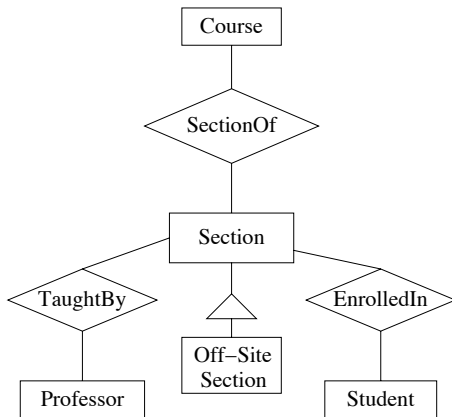 Course
SectionOf
Section
TaughtBy
EnrolledIn
Off–Site
Section
Professor
Student